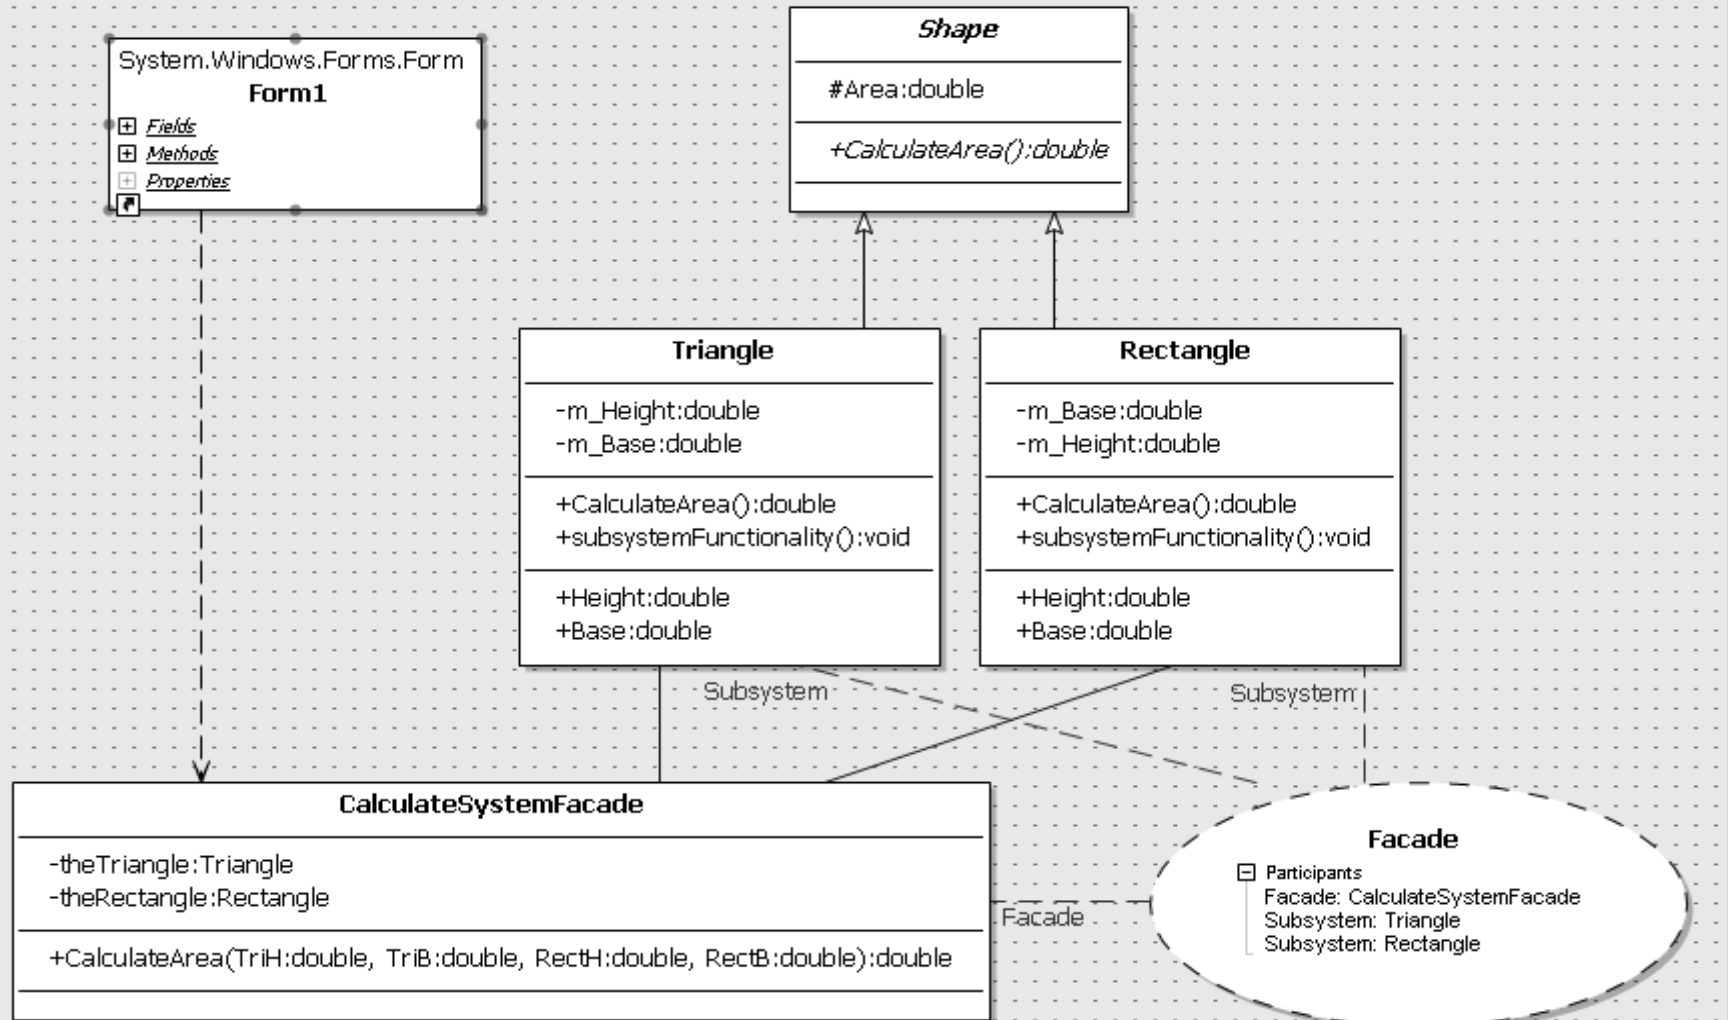 System.Windows.Forms.Form
Form1
Fields
Methods
Properties
Shape
#Area:double
+CalculateArea():double
Triangle
-m_Height:double
-m_Base:double
+CalculateArea():double
+subsystemFunctionality():void
+Height:double
+Base:double
Rectangle
-m_Base:double
-m_Height:double
+CalculateArea():double
+subsystemFunctionality():void
+Height:double
+Base:double
Subsystem
Subsystem
CalculateSystemFacade
-theTriangle:Triangle
-theRectangle:Rectangle
+CalculateArea(TriH:double, TriB:double, RectH:double, RectB:double):double
Facade
Facade
Participants
Facade: CalculateSystemFacade
Subsystem: Triangle
Subsystem: Rectangle